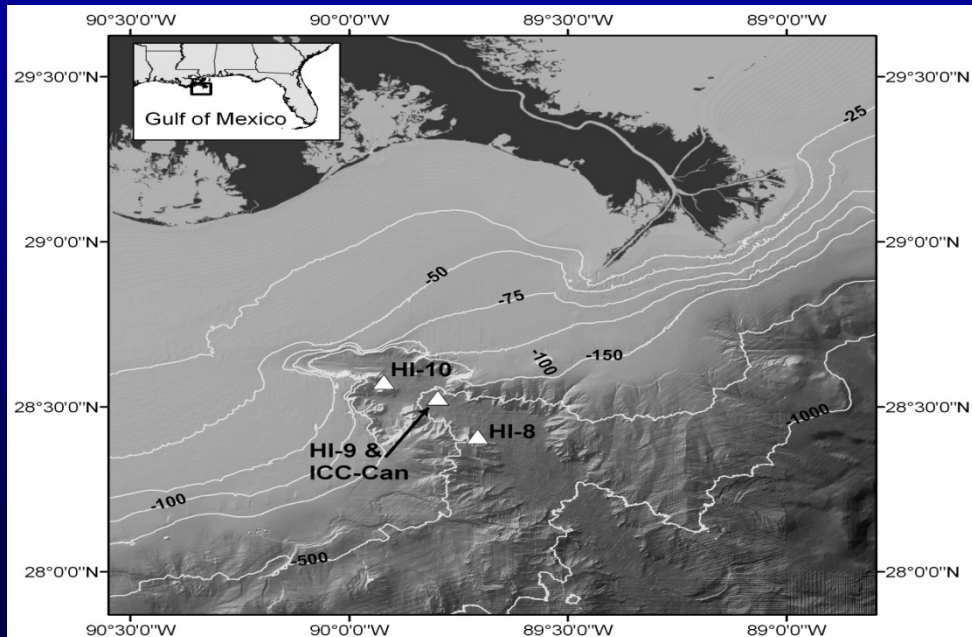 90°30'0"W 90°0'0"W 89°30'0"W 89°0'0"W
29°30'0"N
29°30'0"N
Gulf of Mexico
-25
29°0'0"N
29°0'0"N
-50
-75
-150
-100
HI-10
28°30'0"N
28°30'0"N
-1000
HI-8
HI-9 &
ICC-Can
-100
-500
28°0'0"N
28°0'0"N
90°30'0"W 90°0'0"W 89°30'0"W 89°0'0"W